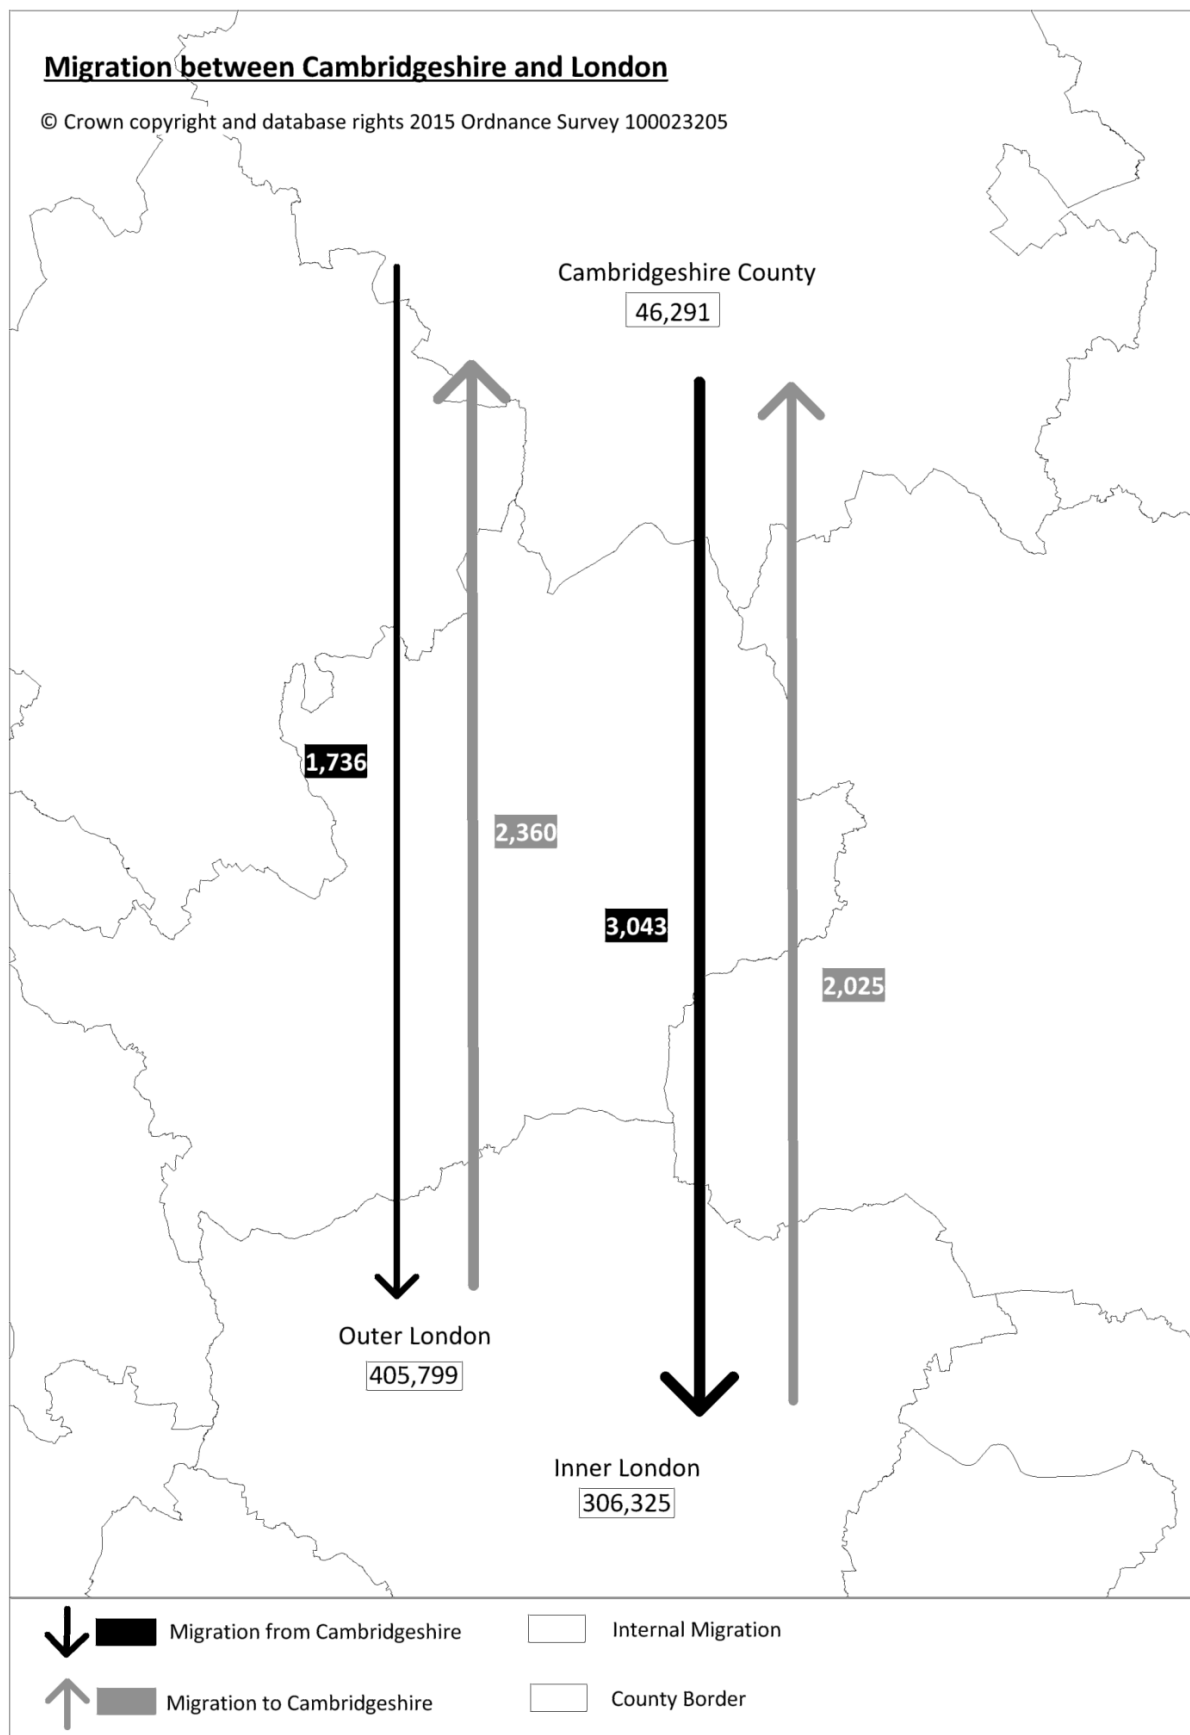 Migration between Cambridgeshire and London
© Crown copyright and database rights 2015 Ordnance Survey 100023205
Cambridgeshire County
46,291
1,736
2,360
3,043
2,025
Outer London
405,799
Inner London
306,325
Migration from Cambridgeshire
Internal Migration
Migration to Cambridgeshire
County Border